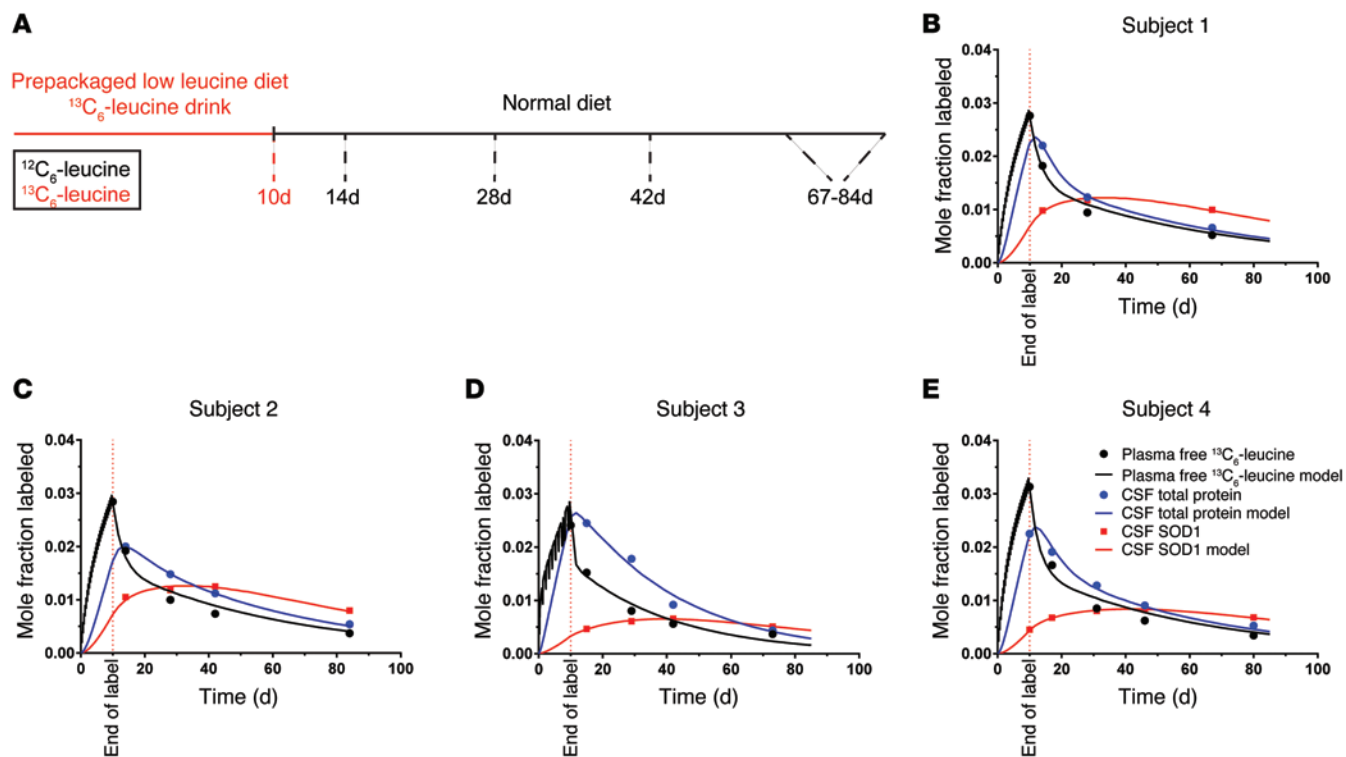 A
Prepackaged low leucine diet
¹³C₆-leucine drink
Normal diet
¹²C₆-leucine
¹³C₆-leucine
10d
14d
28d
42d
67-84d
B
Subject 1
Mole fraction labeled
0.04
0.03
0.02
0.01
0.00
0
20
40
60
80
100
End of label
Time (d)
C
Subject 2
Mole fraction labeled
0.04
0.03
0.02
0.01
0.00
0
20
40
60
80
100
End of label
Time (d)
D
Subject 3
Mole fraction labeled
0.04
0.03
0.02
0.01
0.00
0
20
40
60
80
100
End of label
Time (d)
E
Subject 4
Mole fraction labeled
0.04
0.03
0.02
0.01
0.00
0
20
40
60
80
100
End of label
Time (d)
Plasma free ¹³C₆-leucine
Plasma free ¹³C₆-leucine model
CSF total protein
CSF total protein model
CSF SOD1
CSF SOD1 model